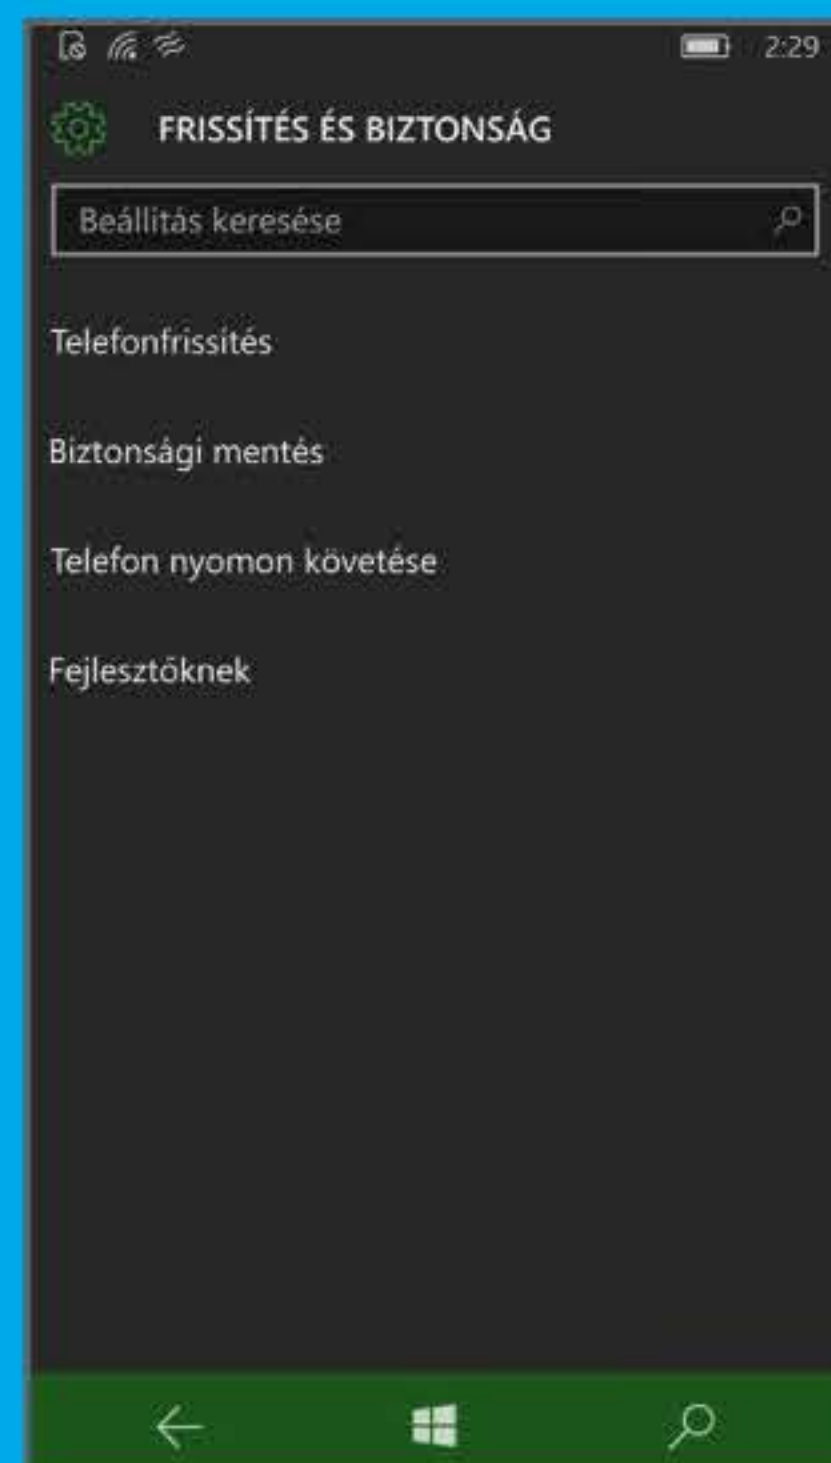 2:29
FRISSÍTÉS ÉS BIZTONSÁG
Beállítás keresése
Telefonfrissítés
Biztonsági mentés
Telefon nyomon követése
Fejlesztőknek